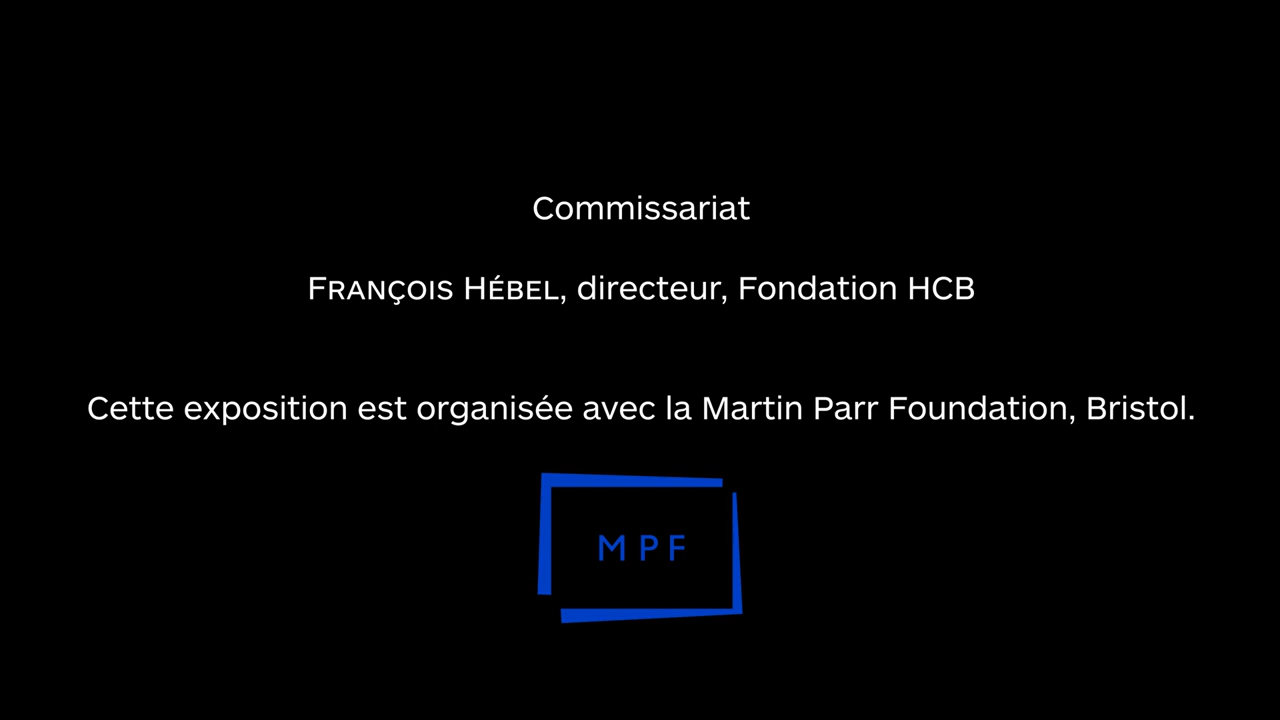 Commissariat
François Hébel, directeur, Fondation HCB
Cette exposition est organisée avec la Martin Parr Foundation, Bristol.
MPF